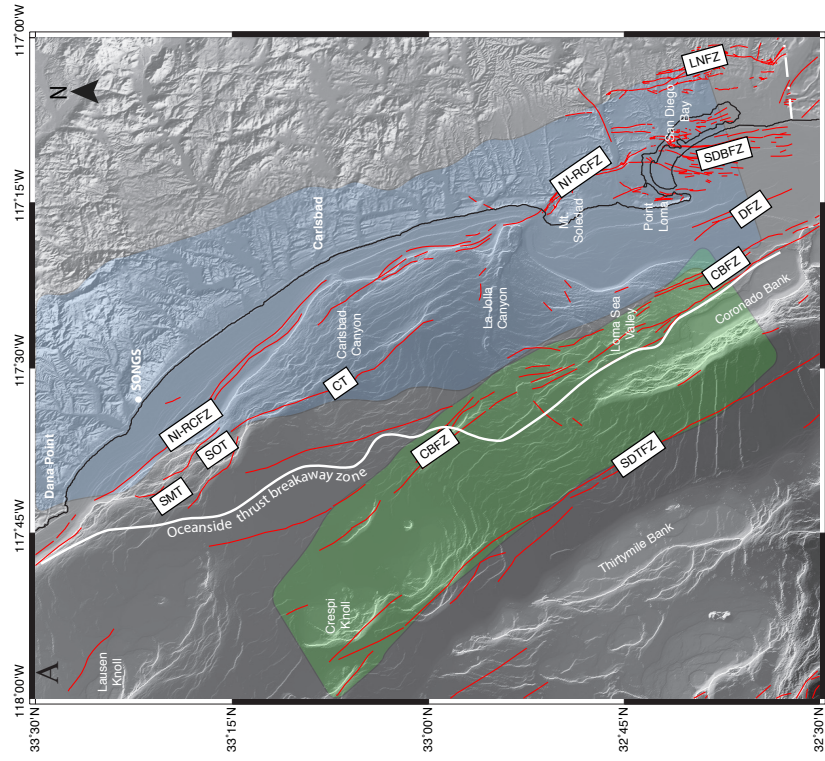 117˚00'W
117˚15'W
117˚30'W
117˚45'W
118˚00'W
33˚30'N
33˚15'N
33˚00'N
32˚45'N
32˚30'N
A
N
LNFZ
San Diego
Bay
SDBFZ
NI-RCFZ
Mt.
Soledad
Point
Loma
DFZ
CBFZ
Coronado Bank
Loma Sea
Valley
La Jolla
Canyon
Carlsbad
Carlsbad
Canyon
SONGS
Dana Point
NI-RCFZ
CT
SOT
SMT
Oceanside thrust breakaway zone
CBFZ
SDTFZ
Thirtymile Bank
Crespi
Knoll
Lausen
Knoll